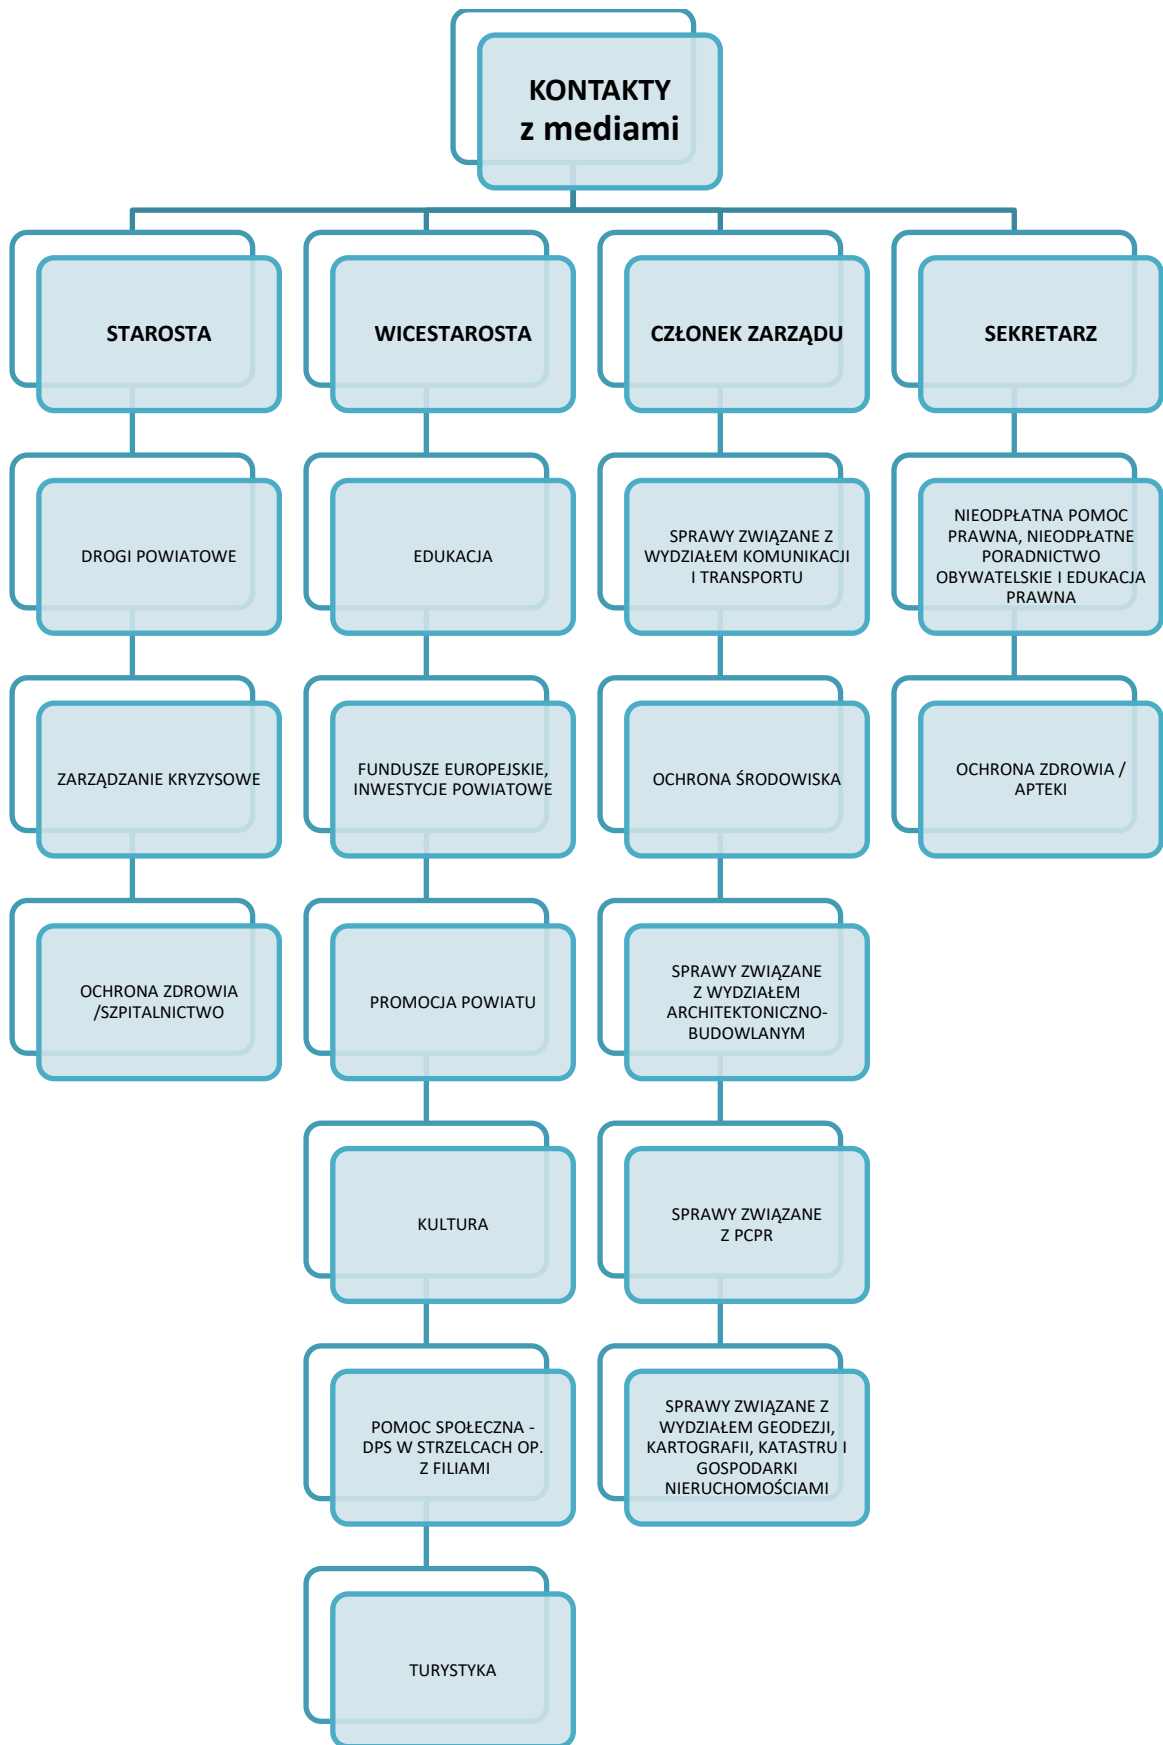 KONTAKTY
z mediami
STAROSTA
WICESTAROSTA
CZŁONEK ZARZĄDU
SEKRETARZ
DROGI POWIATOWE
EDUKACJA
SPRAWY ZWIĄZANE Z
WYDZIAŁEM KOMUNIKACJI
I TRANSPORTU
NIEODPŁATNA POMOC
PRAWNA, NIEODPŁATNE
PORADNICTWO
OBYWATELSKIE I EDUKACJA
PRAWNA
ZARZĄDZANIE KRYZYSOWE
FUNDUSZE EUROPEJSKIE,
INWESTYCJE POWIATOWE
OCHRONA ŚRODOWISKA
OCHRONA ZDROWIA /
APTEKI
OCHRONA ZDROWIA
/SZPITALNICTWO
PROMOCJA POWIATU
SPRAWY ZWIĄZANE
Z WYDZIAŁEM
ARCHITEKTONICZNO-
BUDOWLANYM
KULTURA
SPRAWY ZWIĄZANE
Z PCPR
POMOC SPOŁECZNA -
DPS W STRZELCACH OP.
Z FILIAMI
SPRAWY ZWIĄZANE Z
WYDZIAŁEM GEODEZJI,
KARTOGRAFII, KATASTRU I
GOSPODARKI
NIERUCHOMOŚCIAMI
TURYSTYKA